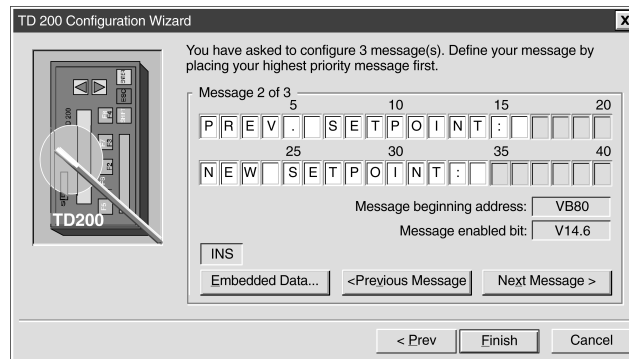 TD 200 Configuration Wizard X
You have asked to configure 3 message(s). Define your message by
placing your highest priority message first.
Message 2 of 3
5 10 15 20
PREV. SETPOINT:
25 30 35 40
NEW SETPOINT:
Message beginning address: VB80
Message enabled bit: V14.6
INS
Embedded Data... <Previous Message Next Message >
TD200
< Prev Finish Cancel